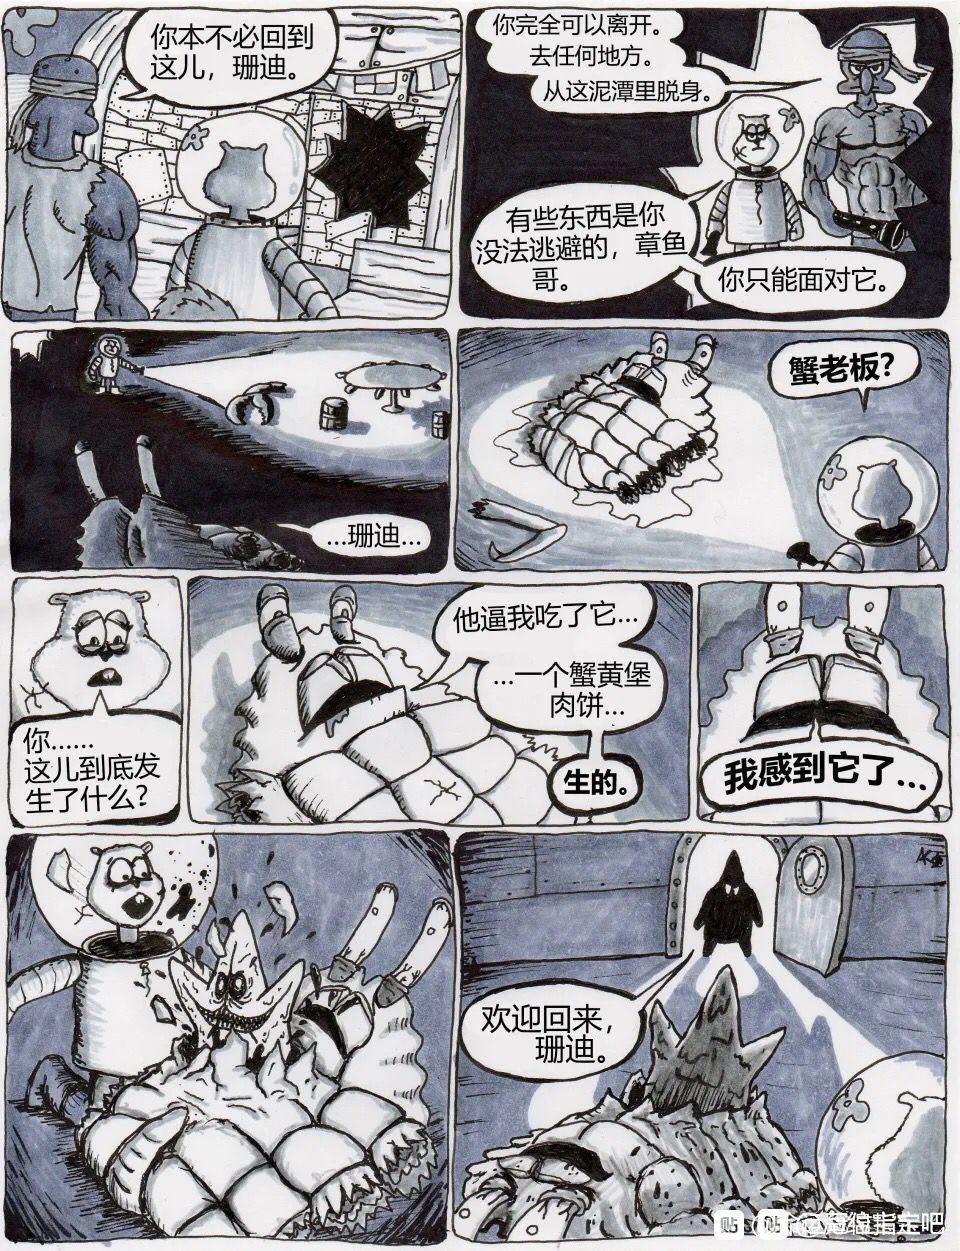 你本不必回到
这儿，珊迪。
你完全可以离开。
去任何地方。
从这泥潭里脱身。
有些东西是你
没法逃避的，章鱼
哥。
你只能面对它。
...珊迪...
蟹老板？
你......
这儿到底发
生了什么？
他逼我吃了它...
...一个蟹黄堡
肉饼...
生的。
我感到它了...
欢迎回来，
珊迪。